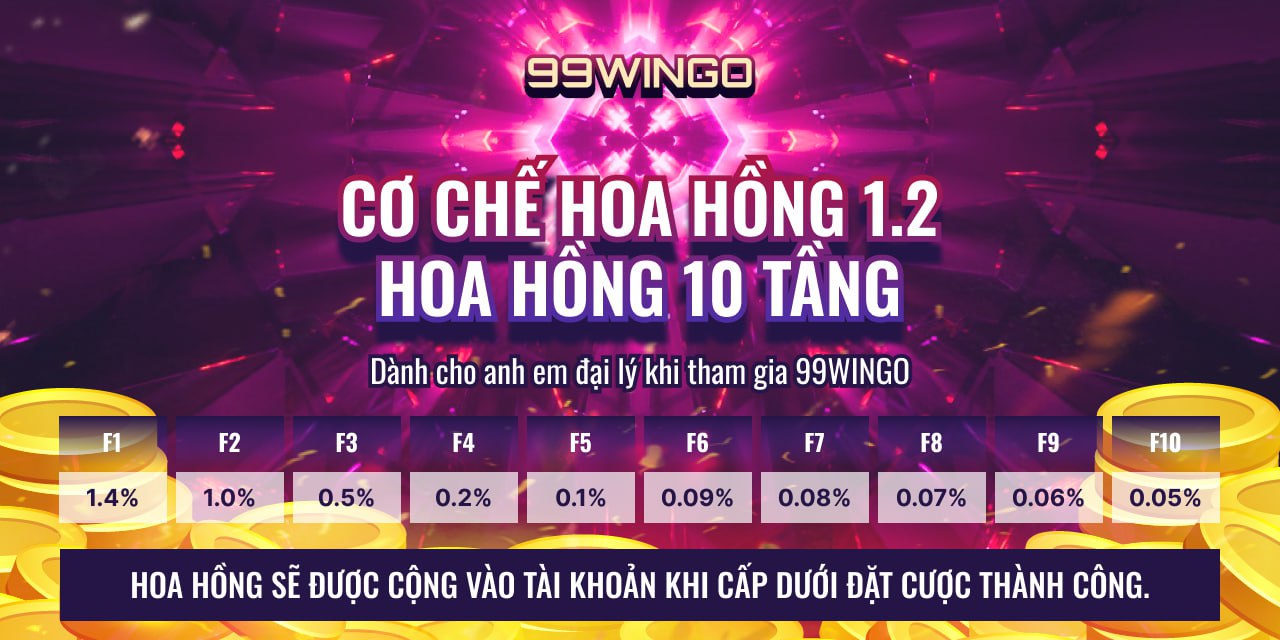 99WINGO
CƠ CHẾ HOA HỒNG 1.2
HOA HỒNG 10 TẦNG
Dành cho anh em đại lý khi tham gia 99WINGO
F1 F2 F3 F4 F5 F6 F7 F8 F9 F10
1.4% 1.0% 0.5% 0.2% 0.1% 0.09% 0.08% 0.07% 0.06% 0.05%
HOA HỒNG SẼ ĐƯỢC CỘNG VÀO TÀI KHOẢN KHI CẤP DƯỚI ĐẶT CƯỢC THÀNH CÔNG.